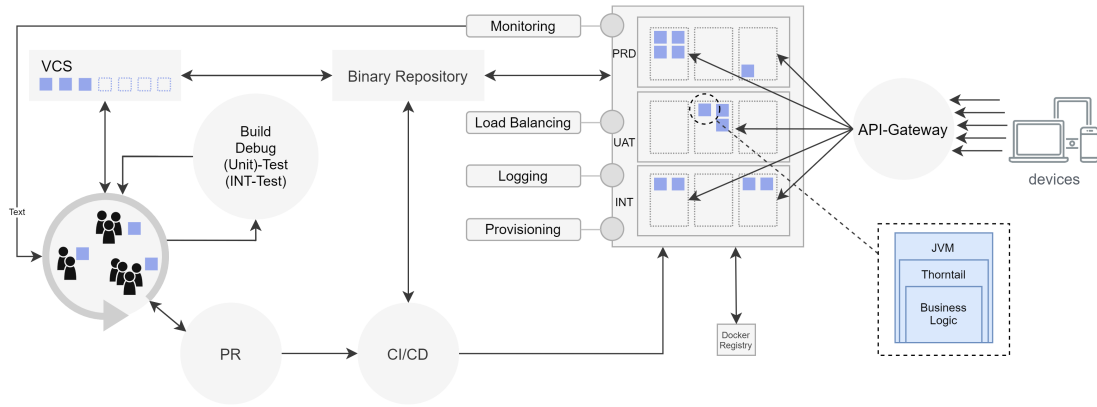 Monitoring
VCS
Binary Repository
PRD
Build
Debug
(Unit)-Test
(INT-Test)
Load Balancing
UAT
API-Gateway
devices
Logging
INT
Text
Provisioning
JVM
Thorntail
Business
Logic
PR
CI/CD
Docker
Registry